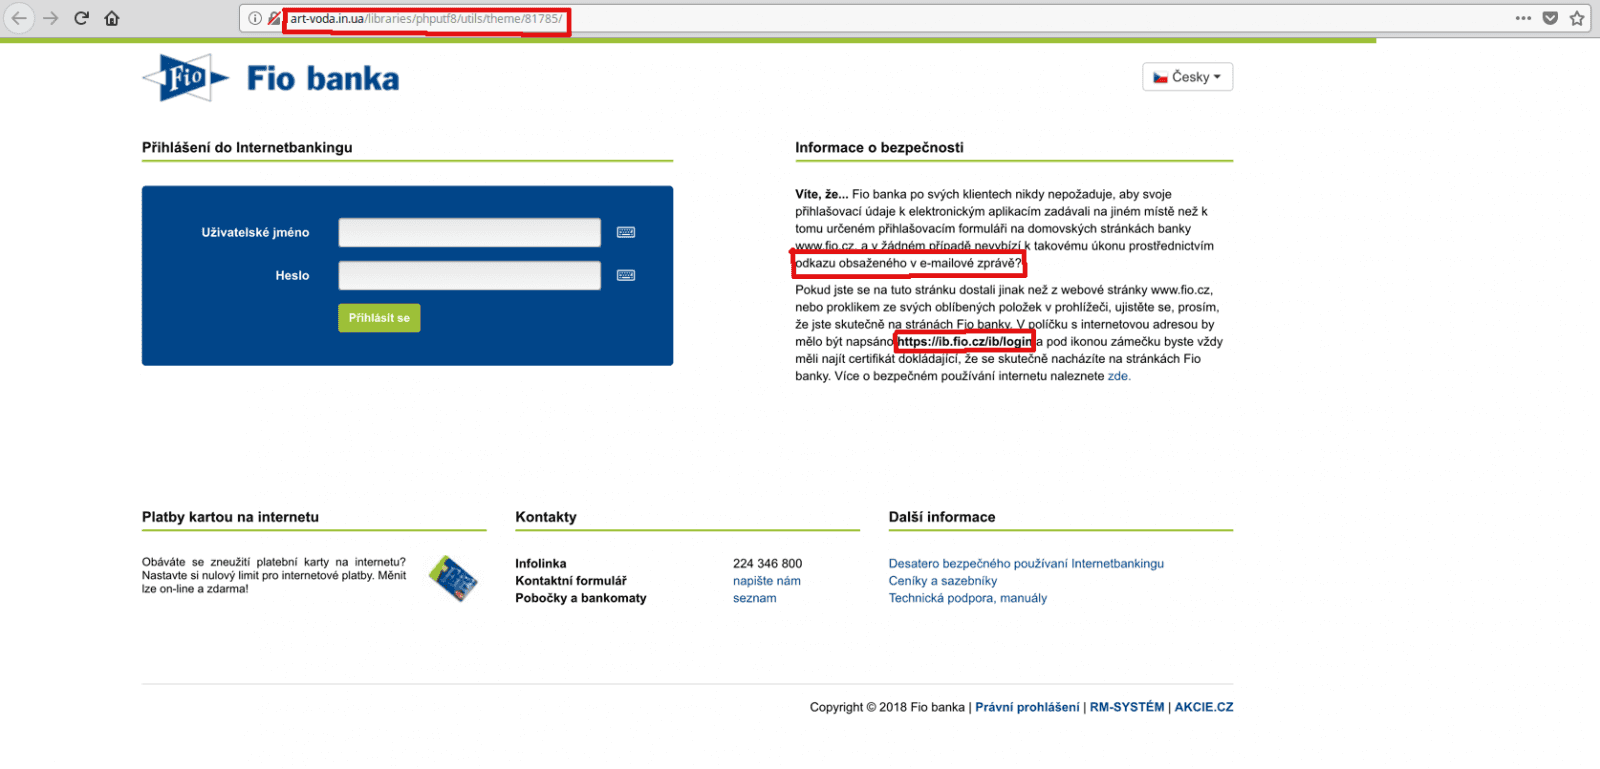 art-voda.in.ua/libraries/phputf8/utils/theme/81785/
Fio
Fio banka
Česky
Přihlášení do Internetbankingu
Uživatelské jméno
Heslo
Přihlásit se
Informace o bezpečnosti
Víte, že... Fio banka po svých klientech nikdy nepožaduje, aby svoje
přihlašovací údaje k elektronickým aplikacím zadávali na jiném místě než k
tomu určeném přihlašovacím formuláři na domovských stránkách banky
www.fio.cz, a v žádném případě nevybízí k takovému úkonu prostřednictvím
odkazu obsaženého v e-mailové zprávě?
Pokud jste se na tuto stránku dostali jinak než z webové stránky www.fio.cz,
nebo proklikem ze svých oblíbených položek v prohlížeči, ujistěte se, prosím,
že jste skutečně na stránách Fio banky. V políčku s internetovou adresou by
mělo být napsáno https://ib.fio.cz/ib/login a pod ikonou zámečku byste vždy
měli najít certifikát dokládající, že se skutečně nacházíte na stránkách Fio
banky. Více o bezpečném používání internetu naleznete zde.
Platby kartou na internetu
Obáváte se zneužití platební karty na internetu?
Nastavte si nulový limit pro internetové platby. Měnit
lze on-line a zdarma!
Kontakty
Infolinka 224 346 800
Kontaktní formulář napište nám
Pobočky a bankomaty seznam
Další informace
Desatero bezpečného používaní Internetbankingu
Ceníky a sazebníky
Technická podpora, manuály
Copyright © 2018 Fio banka | Právní prohlášení | RM-SYSTÉM | AKCIE.CZ